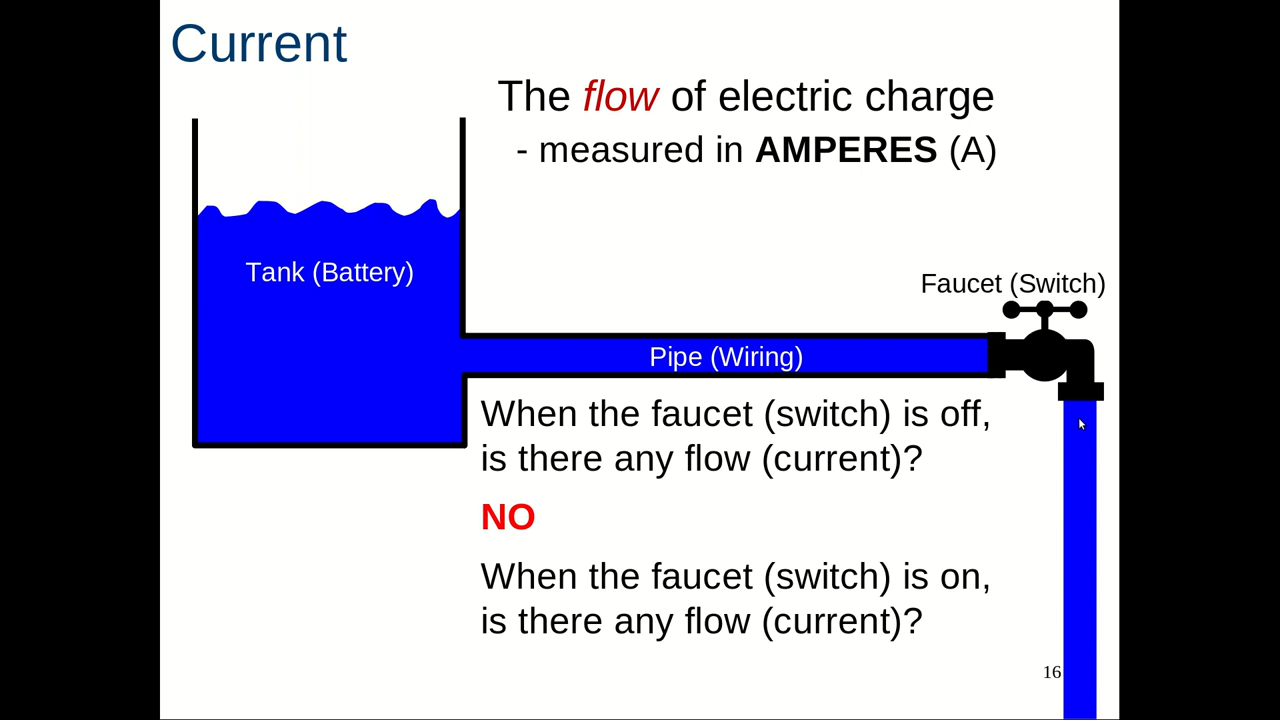 Current
The flow of electric charge
- measured in AMPERES (A)
Tank (Battery)
Faucet (Switch)
Pipe (Wiring)
When the faucet (switch) is off,
is there any flow (current)?
NO
When the faucet (switch) is on,
is there any flow (current)?
16